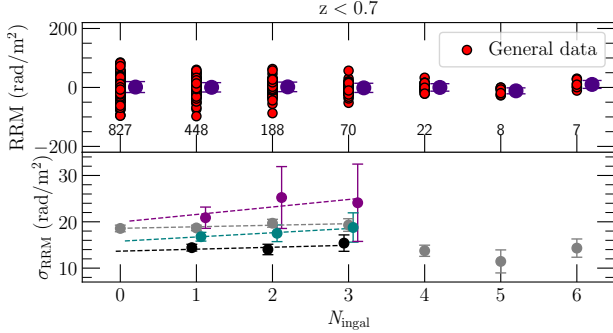 z < 0.7
200
0
−200
RRM (rad/m²)
General data
827 448 188 70 22 8 7
30
20
10
σRRM (rad/m²)
0 1 2 3 4 5 6
Ningal